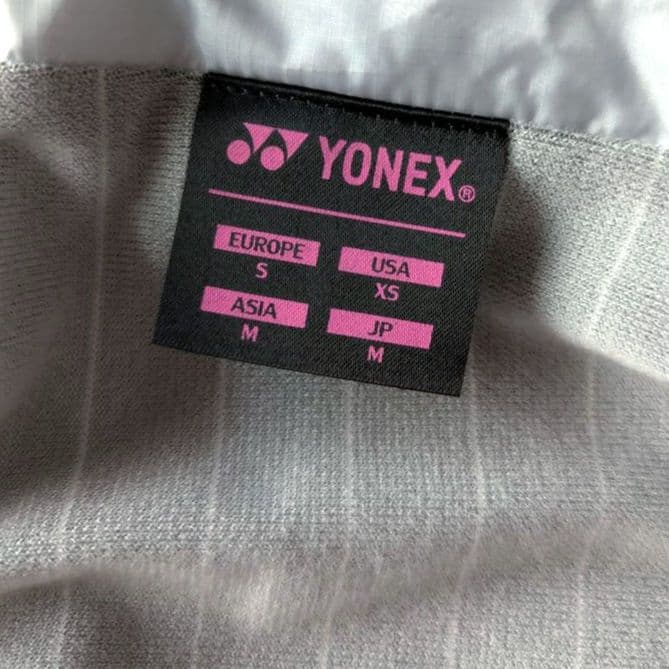 YONEX®
EUROPE USA
S XS
ASIA JP
M M